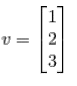 v = [1
2
3]